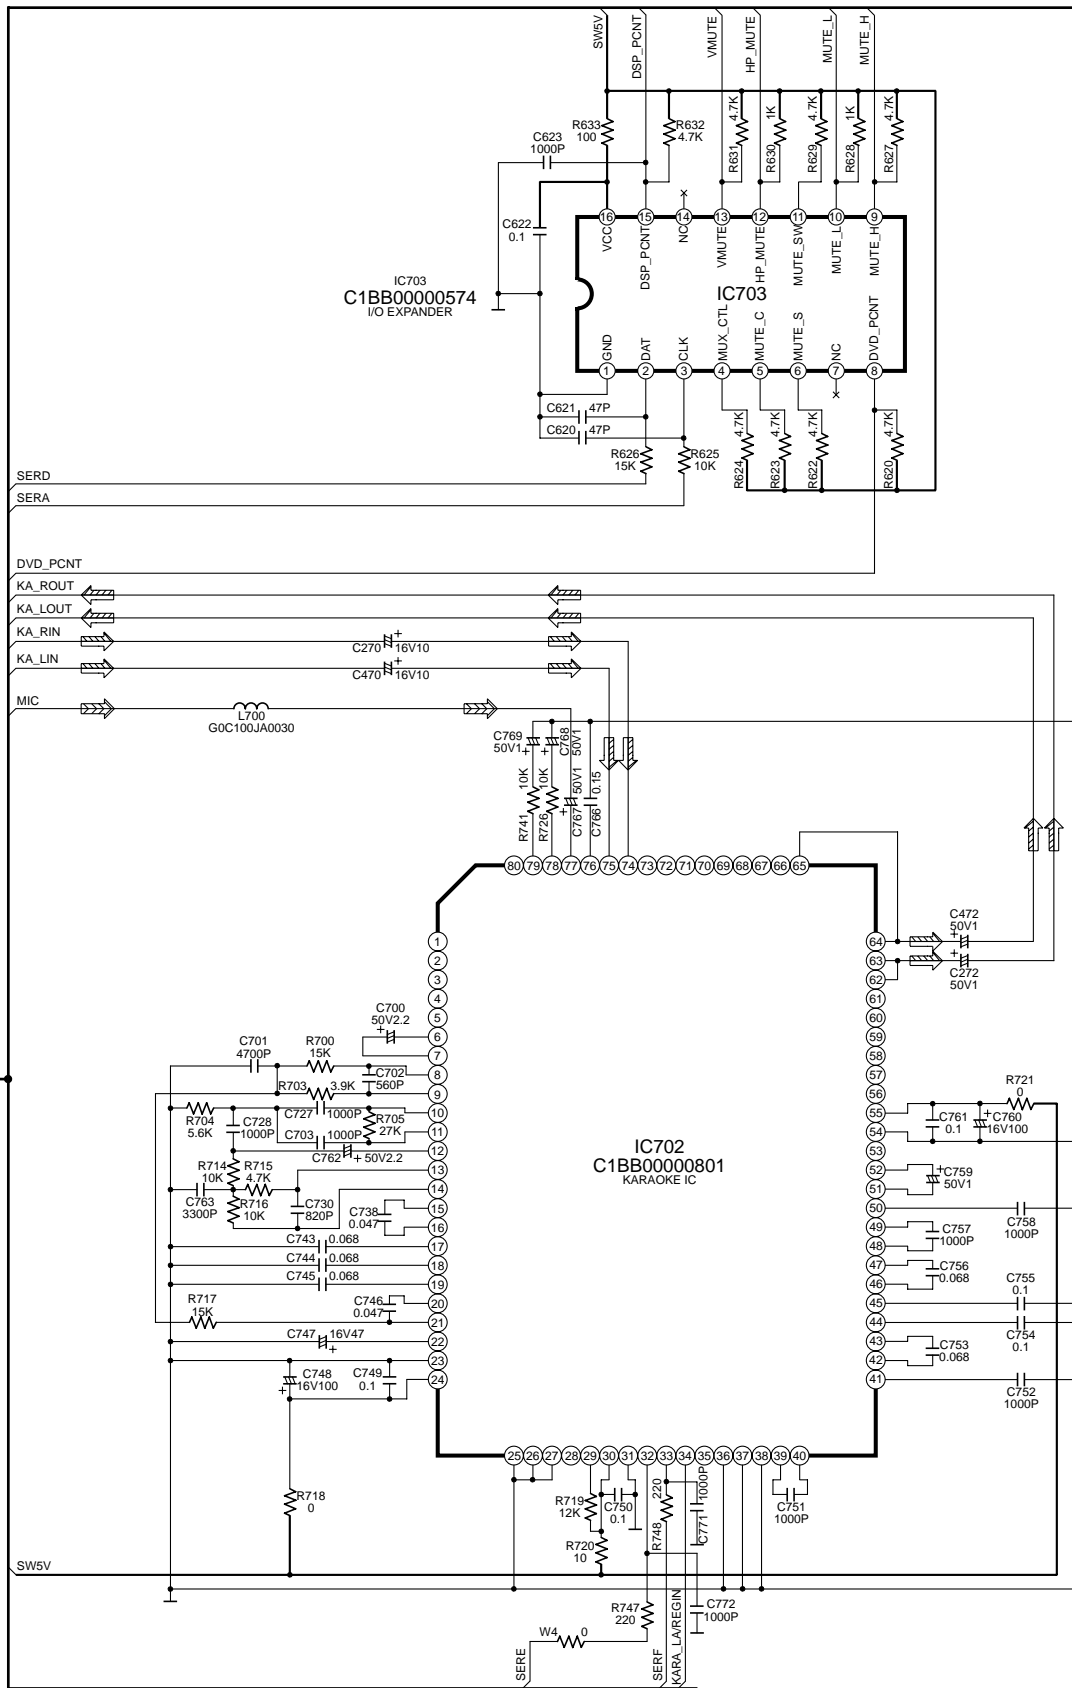 SW5V
DSP_PCNT
VMUTE
HP_MUTE
MUTE_L
MUTE_H
C623
1000P
R633
100
R632
4.7K
R631
4.7K
R630
1K
R629
4.7K
R628
1K
R627
4.7K
C622
0.1
16
15
14
13
12
11
10
9
VCC
DSP_PCNT
NC
VMUTE
HP_MUTE
MUTE_SW
MUTE_L
MUTE_H
IC703
C1BB00000574
I/O EXPANDER
IC703
GND
DAT
CLK
MUX_CTL
MUTE_C
MUTE_S
NC
DVD_PCNT
1
2
3
4
5
6
7
8
C621
47P
C620
47P
R626
15K
R625
10K
R624
4.7K
R623
4.7K
R622
4.7K
R620
4.7K
SERD
SERA
DVD_PCNT
KA_ROUT
KA_LOUT
KA_RIN
C270
+
16V10
KA_LIN
C470
+
16V10
MIC
L700
G0C100JA0030
C769
50V1
+
C768
50V1
+
R741
10K
R726
10K
C767
50V1
+
C766
0.15
80
79
78
77
76
75
74
73
72
71
70
69
68
67
66
65
1
2
3
4
5
6
7
8
9
10
11
12
13
14
15
16
17
18
19
20
21
22
23
24
64
63
62
61
60
59
58
57
56
55
54
53
52
51
50
49
48
47
46
45
44
43
42
41
C472
50V1
+
+
C272
50V1
C700
50V2.2
+
C701
4700P
R700
15K
C702
560P
R703
3.9K
R704
5.6K
C728
1000P
C727
1000P
R705
27K
C703
1000P
C762
+ 50V2.2
R714
10K
R715
4.7K
C763
3300P
R716
10K
C730
820P
C738
0.047
C743
0.068
C744
0.068
C745
0.068
C746
0.047
R717
15K
C747
16V47
+
C748
16V100
+
C749
0.1
IC702
C1BB00000801
KARAOKE IC
R721
0
C761
0.1
+
C760
16V100
+
C759
50V1
C758
1000P
C757
1000P
C756
0.068
C755
0.1
C754
0.1
C753
0.068
C752
1000P
25
26
27
28
29
30
31
32
33
34
35
36
37
38
39
40
R718
0
R719
12K
C750
0.1
R720
10
R748
220
C771
1000P
C751
1000P
SW5V
R747
220
C772
1000P
W4
0
SERE
SERF
KARA_LA/REGIN